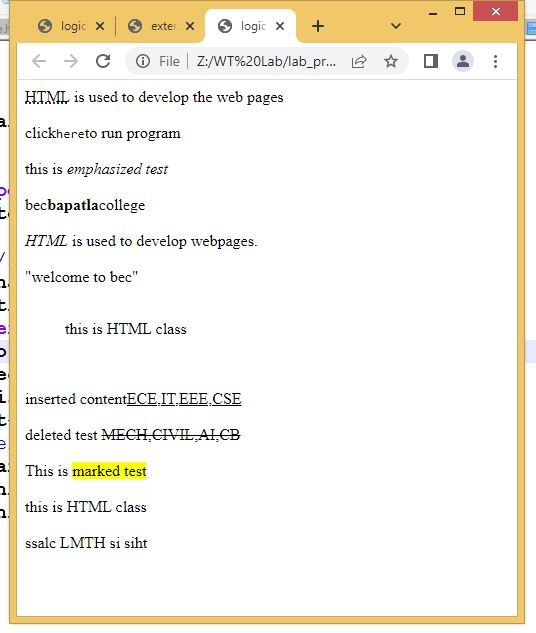 logic
exter
logic
File
Z:/WT%20Lab/lab_pr...
HTML is used to develop the web pages
clickhereto run program
this is emphasized test
becbapatlacollege
HTML is used to develop webpages.
"welcome to bec"
this is HTML class
inserted contentECE,IT,EEE,CSE
deleted test MECH,CIVIL,AI,CB
This is marked test
this is HTML class
ssalc LMTH si siht